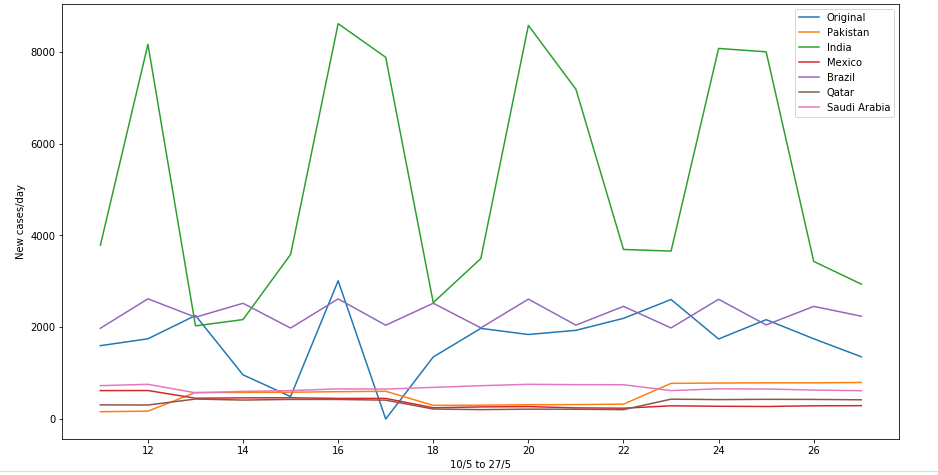 Original
Pakistan
India
Mexico
Brazil
Qatar
Saudi Arabia
New cases/day
8000
6000
4000
2000
0
12 14 16 18 20 22 24 26
10/5 to 27/5